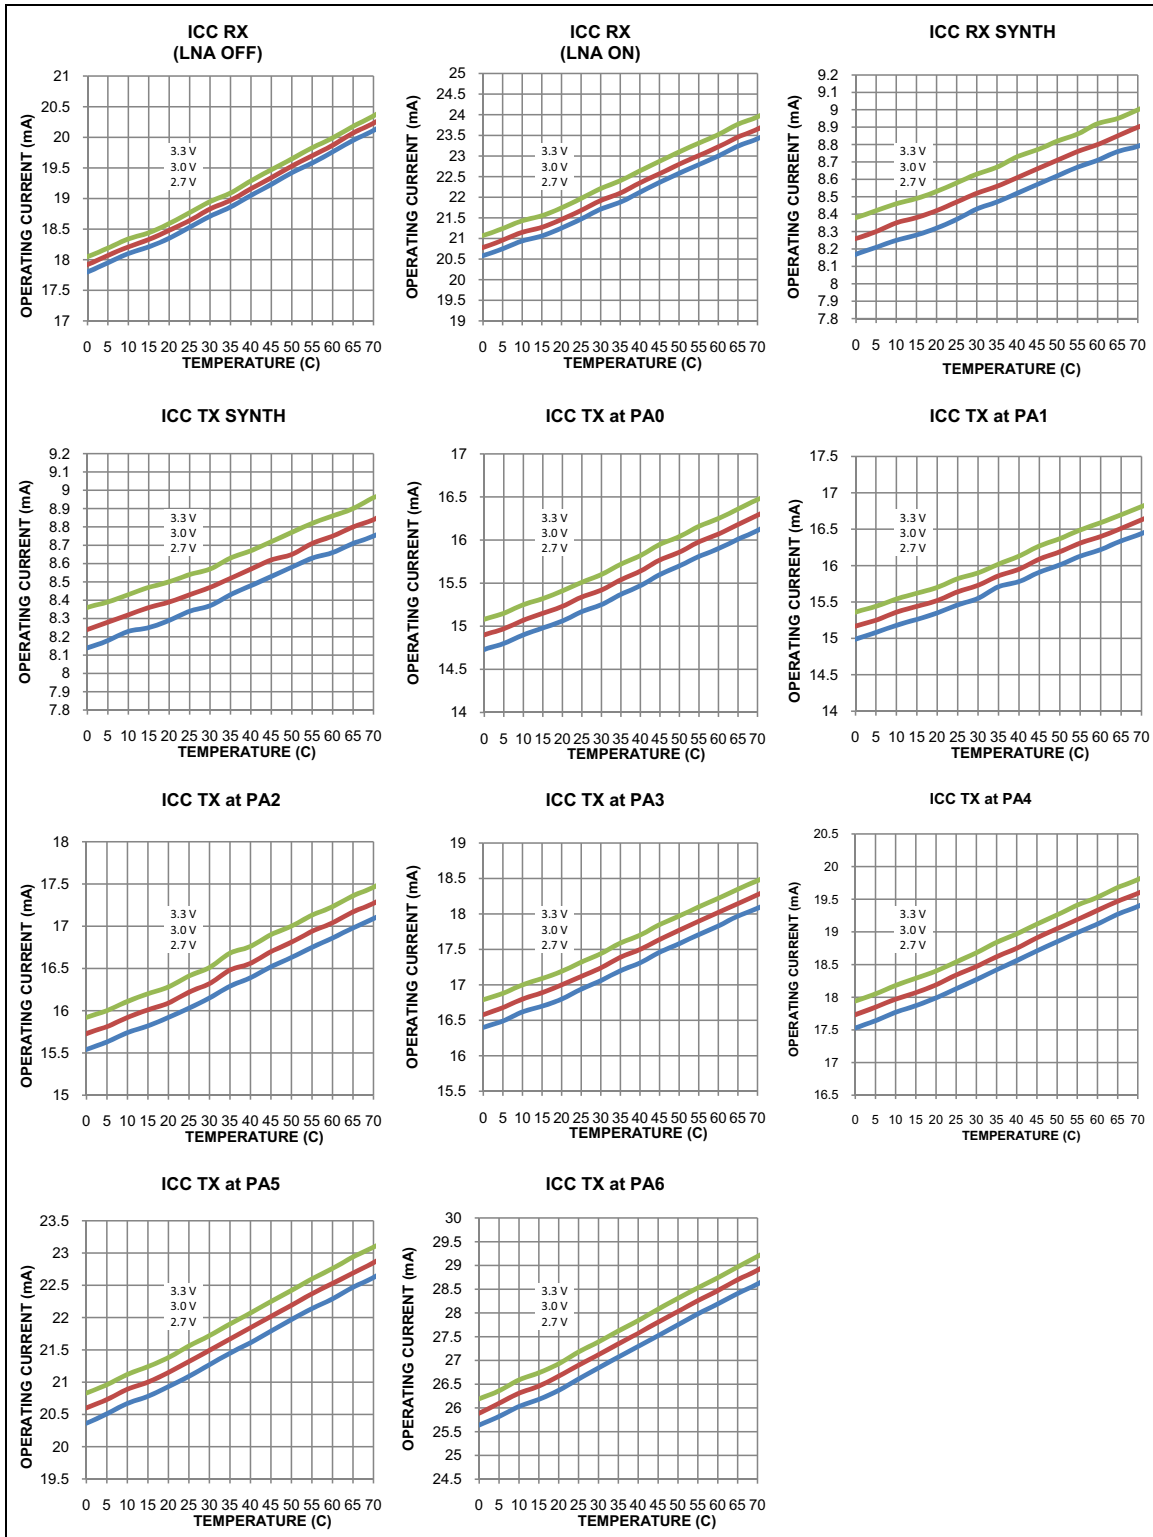 ICC RX
(LNA OFF)
OPERATING CURRENT (mA)
21
20.5
20
19.5
19
18.5
18
17.5
17
3.3 V
3.0 V
2.7 V
0 5 10 15 20 25 30 35 40 45 50 55 60 65 70
TEMPERATURE (C)
ICC RX
(LNA ON)
OPERATING CURRENT (mA)
25
24.5
24
23.5
23
22.5
22
21.5
21
20.5
20
19.5
19
3.3 V
3.0 V
2.7 V
0 5 10 15 20 25 30 35 40 45 50 55 60 65 70
TEMPERATURE (C)
ICC RX SYNTH
OPERATING CURRENT (mA)
9.2
9.1
9
8.9
8.8
8.7
8.6
8.5
8.4
8.3
8.2
8.1
8
7.9
7.8
3.3 V
3.0 V
2.7 V
0 5 10 15 20 25 30 35 40 45 50 55 60 65 70
TEMPERATURE (C)
ICC TX SYNTH
OPERATING CURRENT (mA)
9.2
9.1
9
8.9
8.8
8.7
8.6
8.5
8.4
8.3
8.2
8.1
8
7.9
7.8
3.3 V
3.0 V
2.7 V
0 5 10 15 20 25 30 35 40 45 50 55 60 65 70
TEMPERATURE (C)
ICC TX at PA0
OPERATING CURRENT (mA)
17
16.5
16
15.5
15
14.5
14
3.3 V
3.0 V
2.7 V
0 5 10 15 20 25 30 35 40 45 50 55 60 65 70
TEMPERATURE (C)
ICC TX at PA1
OPERATING CURRENT (mA)
17.5
17
16.5
16
15.5
15
14.5
14
3.3 V
3.0 V
2.7 V
0 5 10 15 20 25 30 35 40 45 50 55 60 65 70
TEMPERATURE (C)
ICC TX at PA2
OPERATING CURRENT (mA)
18
17.5
17
16.5
16
15.5
15
3.3 V
3.0 V
2.7 V
0 5 10 15 20 25 30 35 40 45 50 55 60 65 70
TEMPERATURE (C)
ICC TX at PA3
OPERATING CURRENT (mA)
19
18.5
18
17.5
17
16.5
16
15.5
3.3 V
3.0 V
2.7 V
0 5 10 15 20 25 30 35 40 45 50 55 60 65 70
TEMPERATURE (C)
ICC TX at PA4
OPERATING CURRENT (mA)
20.5
20
19.5
19
18.5
18
17.5
17
16.5
3.3 V
3.0 V
2.7 V
0 5 10 15 20 25 30 35 40 45 50 55 60 65 70
TEMPERATURE (C)
ICC TX at PA5
OPERATING CURRENT (mA)
23.5
23
22.5
22
21.5
21
20.5
20
19.5
3.3 V
3.0 V
2.7 V
0 5 10 15 20 25 30 35 40 45 50 55 60 65 70
TEMPERATURE (C)
ICC TX at PA6
OPERATING CURRENT (mA)
30
29.5
29
28.5
28
27.5
27
26.5
26
25.5
25
24.5
3.3 V
3.0 V
2.7 V
0 5 10 15 20 25 30 35 40 45 50 55 60 65 70
TEMPERATURE (C)